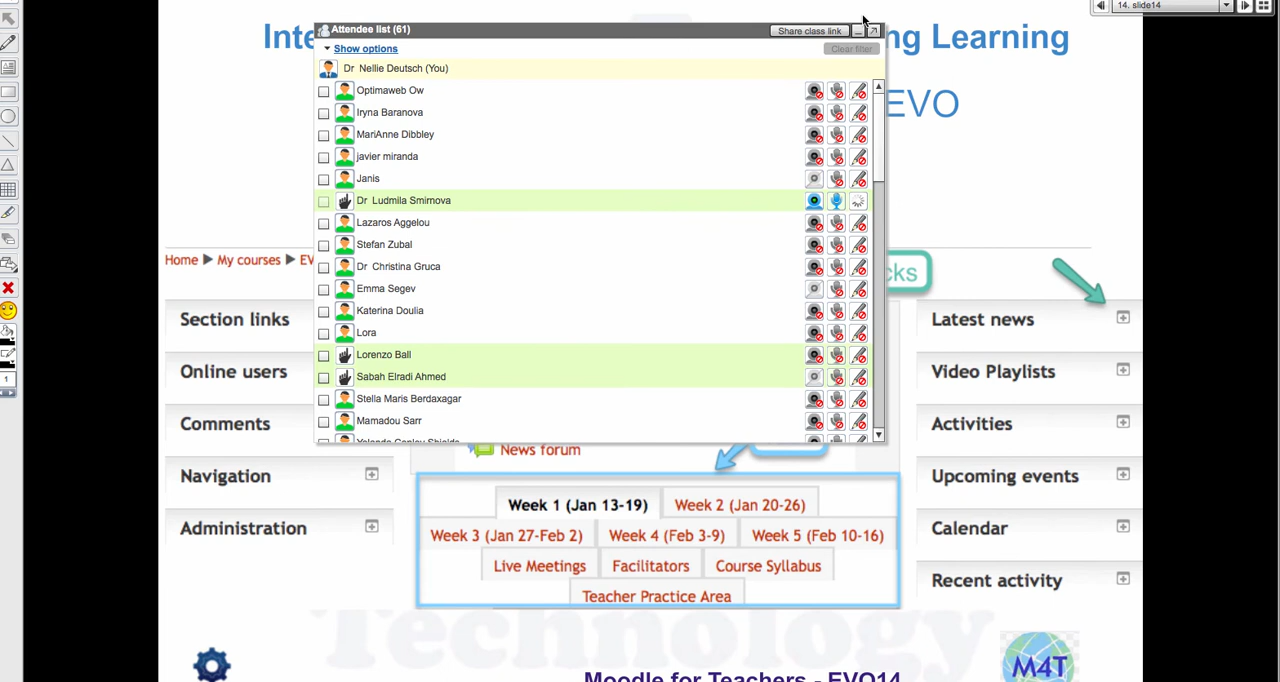 14. slide14
Inte
ng Learning
EVO
Attendee list (61)
Share class link
Show options
Clear filter
Dr Nellie Deutsch (You)
Optimaweb Ow
Iryna Baranova
MariAnne Dibbley
javier miranda
Janis
Dr Ludmila Smirnova
Lazaros Aggelou
Stefan Zubal
Dr Christina Gruca
Emma Segev
Katerina Doulia
Lora
Lorenzo Ball
Sabah Elradi Ahmed
Stella Maris Berdaxagar
Mamadou Sarr
Home ▶ My courses ▶ EV
cks
Section links
Online users
Comments
Navigation
Administration
Latest news
Video Playlists
Activities
Upcoming events
Calendar
Recent activity
News forum
Week 1 (Jan 13-19) Week 2 (Jan 20-26)
Week 3 (Jan 27-Feb 2) Week 4 (Feb 3-9) Week 5 (Feb 10-16)
Live Meetings Facilitators Course Syllabus
Teacher Practice Area
Technology
M4T
Moodle for Teachers - EVO14
1